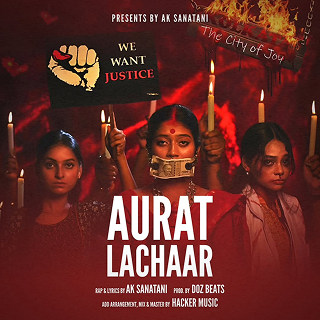 PRESENTS BY AK SANATANI
The City of Joy
WE
WANT
JUSTICE
AURAT
LACHAAR
RAP & LYRICS BY AK SANATANI PROD. BY DOZ BEATS
ADD ARRANGEMENT, MIX & MASTER BY HACKER MUSIC